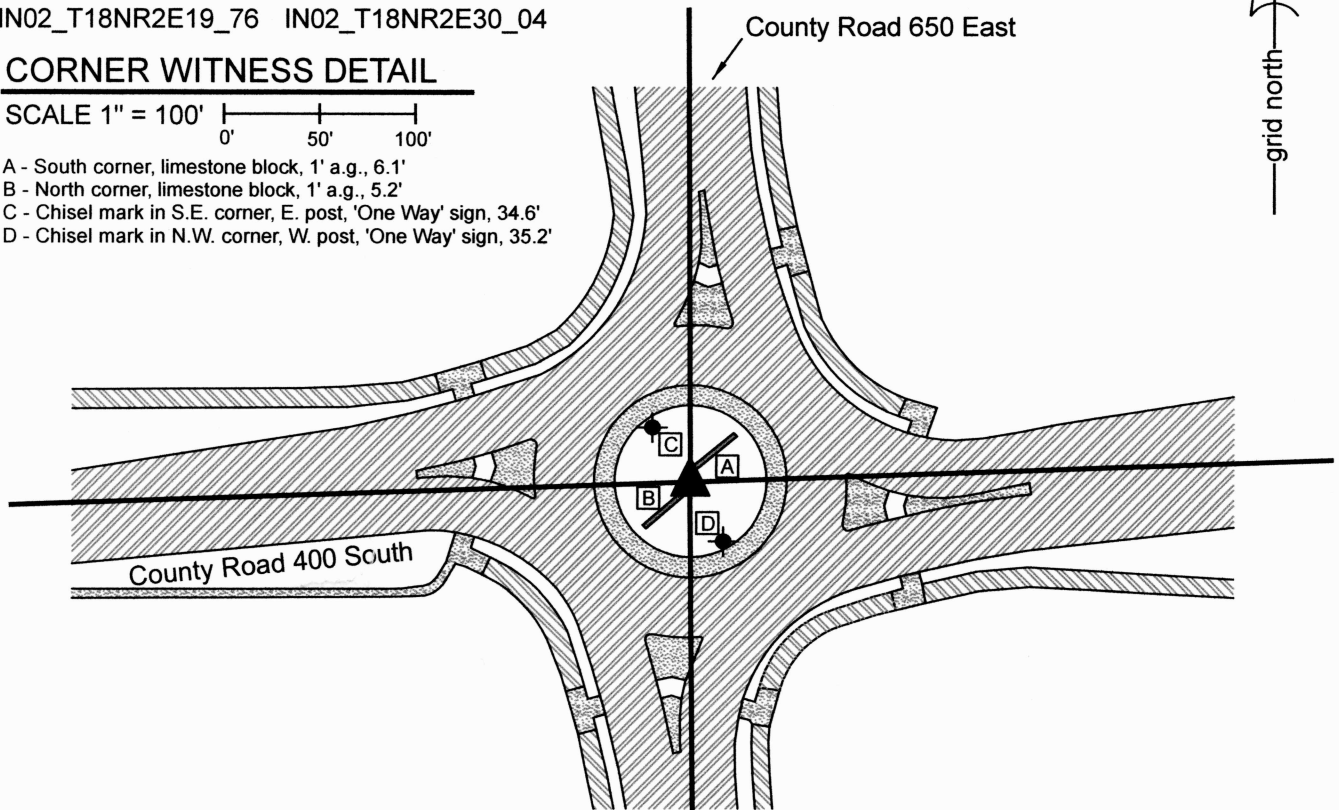 IN02_T18NR2E19_76 IN02_T18NR2E30_04
CORNER WITNESS DETAIL
SCALE 1" = 100'
0' 50' 100'
A - South corner, limestone block, 1' a.g., 6.1'
B - North corner, limestone block, 1' a.g., 5.2'
C - Chisel mark in S.E. corner, E. post, 'One Way' sign, 34.6'
D - Chisel mark in N.W. corner, W. post, 'One Way' sign, 35.2'
County Road 650 East
grid north
C
A
B
D
County Road 400 South